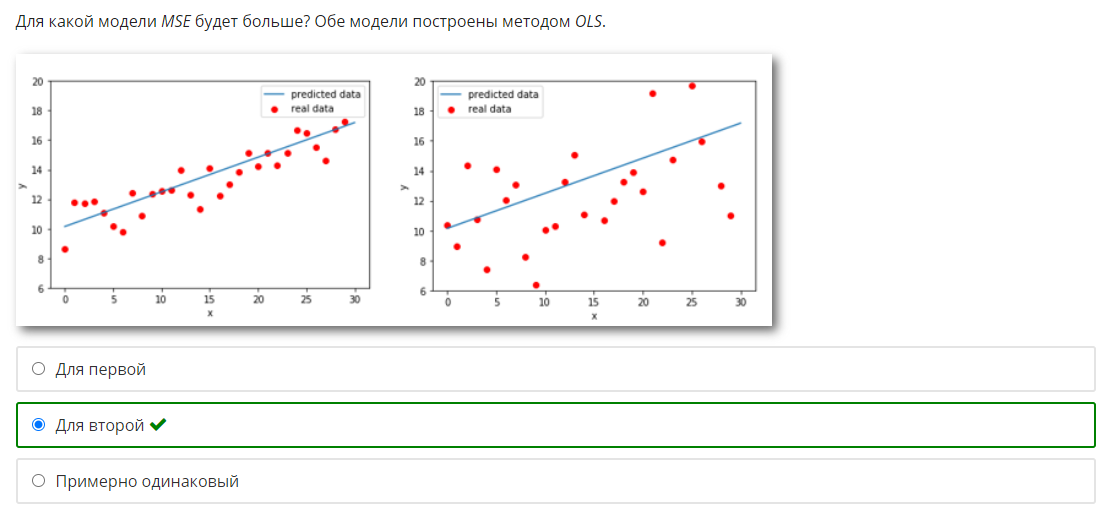 Для какой модели MSE будет больше? Обе модели построены методом OLS.
20
18
16
14
12
10
8
6
y
predicted data
real data
0 5 10 15 20 25 30
x
20
18
16
14
12
10
8
6
y
predicted data
real data
0 5 10 15 20 25 30
x
Для первой
Для второй
Примерно одинаковый